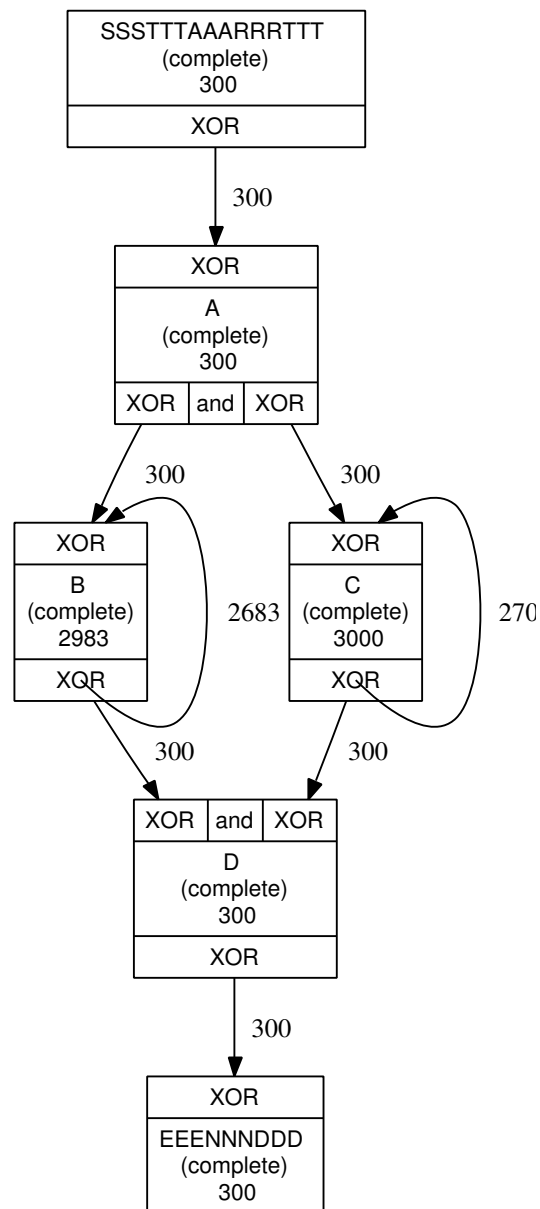 SSSTTTAAARRRTTT
(complete)
300
XOR
300
XOR
A
(complete)
300
XOR and XOR
300 300
XOR XOR
B
(complete)
2983
2683
C
(complete)
3000
270
XOR XOR
300 300
XOR and XOR
D
(complete)
300
XOR
300
XOR
EEENNNDDD
(complete)
300